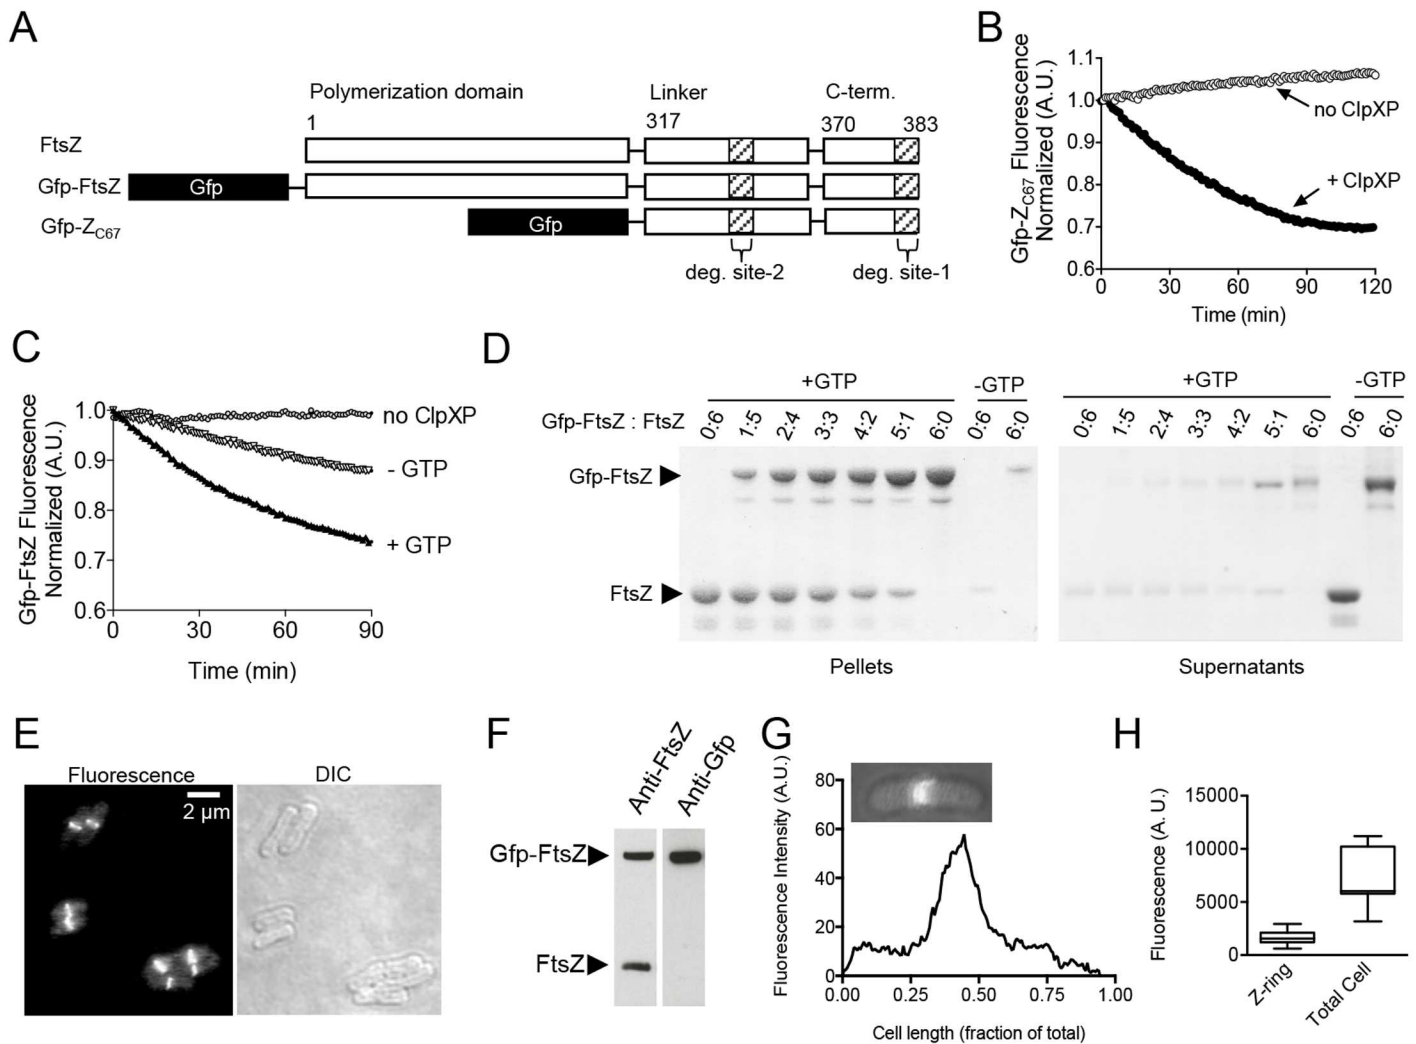 A
Polymerization domain
Linker
C-term.
1
317
370
383
FtsZ
Gfp-FtsZ
Gfp
Gfp-ZC67
Gfp
deg. site-2
deg. site-1
B
Gfp-ZC67 Fluorescence
Normalized (A.U.)
1.1
1.0
0.9
0.8
0.7
0.6
no ClpXP
+ ClpXP
0
30
60
90
120
Time (min)
C
Gfp-FtsZ Fluorescence
Normalized (A.U.)
1.0
0.9
0.8
0.7
0.6
no ClpXP
- GTP
+ GTP
0
30
60
90
Time (min)
D
+GTP
-GTP
+GTP
-GTP
Gfp-FtsZ : FtsZ
0:6
1:5
2:4
3:3
4:2
5:1
6:0
0:6
6:0
0:6
1:5
2:4
3:3
4:2
5:1
6:0
0:6
6:0
Gfp-FtsZ
FtsZ
Pellets
Supernatants
E
Fluorescence
DIC
2 µm
F
Anti-FtsZ
Anti-Gfp
Gfp-FtsZ
FtsZ
G
Fluorescence Intensity (A.U.)
80
60
40
20
0
0.00
0.25
0.50
0.75
1.00
Cell length (fraction of total)
H
Fluorescence (A. U.)
15000
10000
5000
0
Z-ring
Total Cell